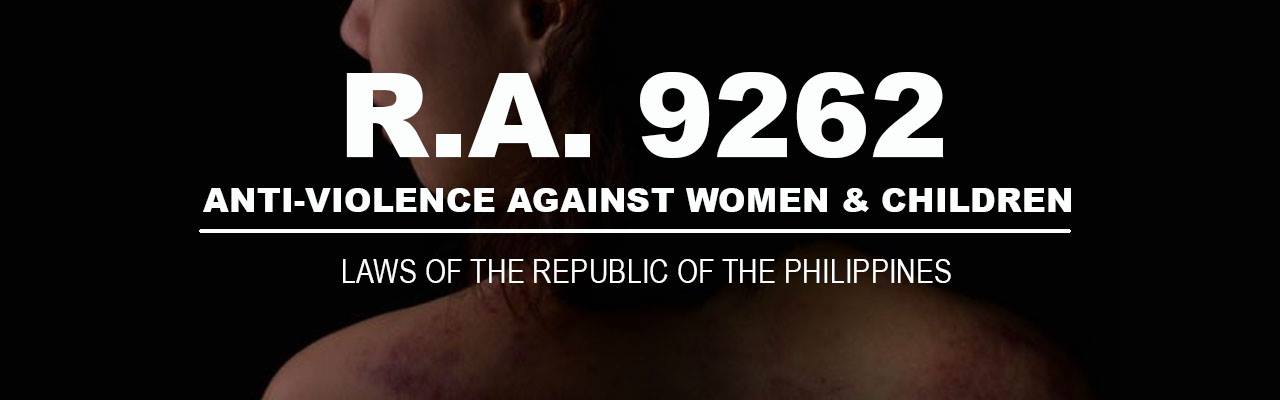 R.A. 9262
ANTI-VIOLENCE AGAINST WOMEN & CHILDREN
LAWS OF THE REPUBLIC OF THE PHILIPPINES